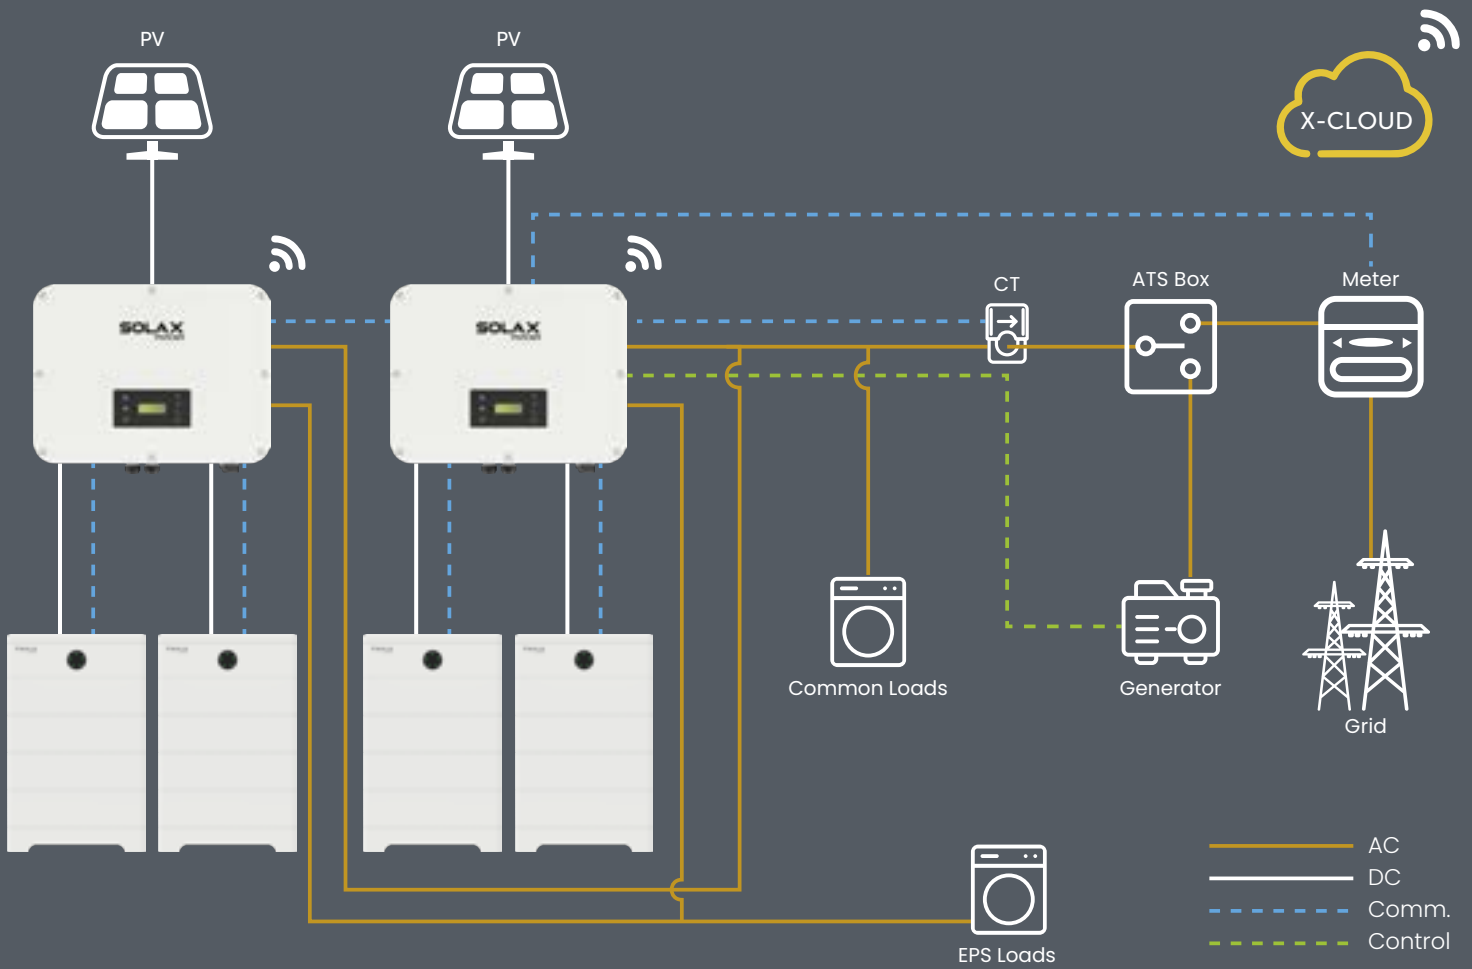 PV
PV
X-CLOUD
SOLAX
SOLAX
CT
ATS Box
Meter
Common Loads
Generator
Grid
EPS Loads
AC
DC
Comm.
Control